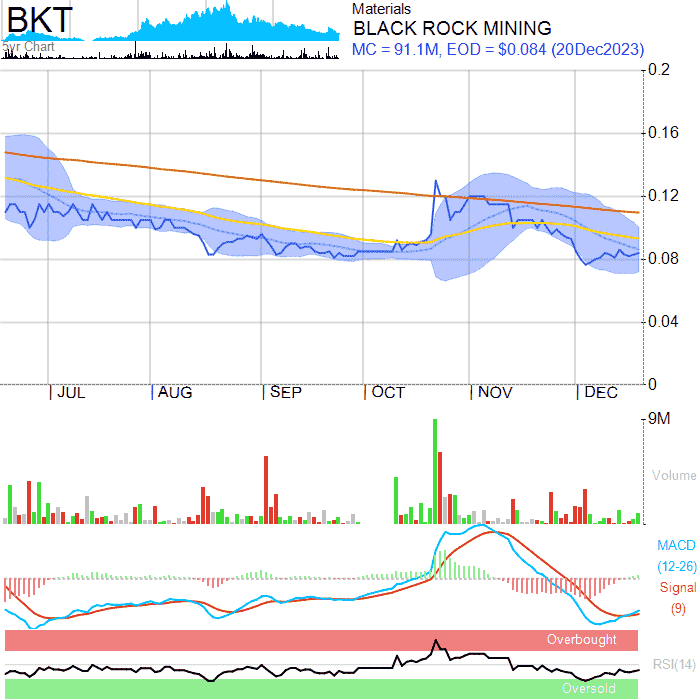 BKT
5yr Chart
Materials
BLACK ROCK MINING
MC = 91.1M, EOD = $0.084 (20Dec2023)
0.2
0.16
0.12
0.08
0.04
0
JUL AUG SEP OCT NOV DEC
9M
Volume
MACD
(12-26)
Signal
(9)
Overbought
RSI(14)
Oversold